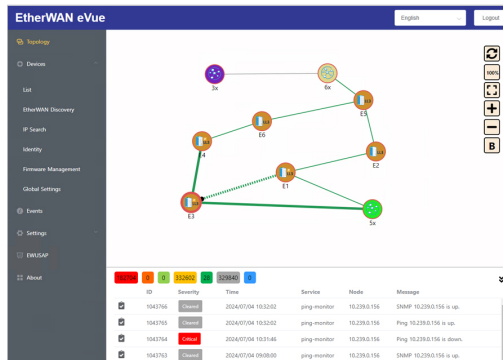 EtherWAN eVue
English
Logout
Topology
Devices
List
EtherWAN Discovery
IP Search
Identity
Firmware Management
Global Settings
Events
Settings
EWUSAP
About
3x
6x
E5
E6
E4
E2
E1
E3
5x
100%
B
0 0 332602 20 329840 0
ID Severity Time Service Node Message
1043766 Cleared 2024/07/04 10:32:02 ping-monitor 10.239.0.156 SNMP 10.239.0.156 is up.
1043765 Cleared 2024/07/04 10:32:02 ping-monitor 10.239.0.156 Ping 10.239.0.156 is up.
1043764 Critical 2024/07/04 10:31:46 ping-monitor 10.239.0.156 Ping 10.239.0.156 is down.
1043763 Cleared 2024/07/04 09:08:00 ping-monitor 10.239.0.156 SNMP 10.239.0.156 is up.